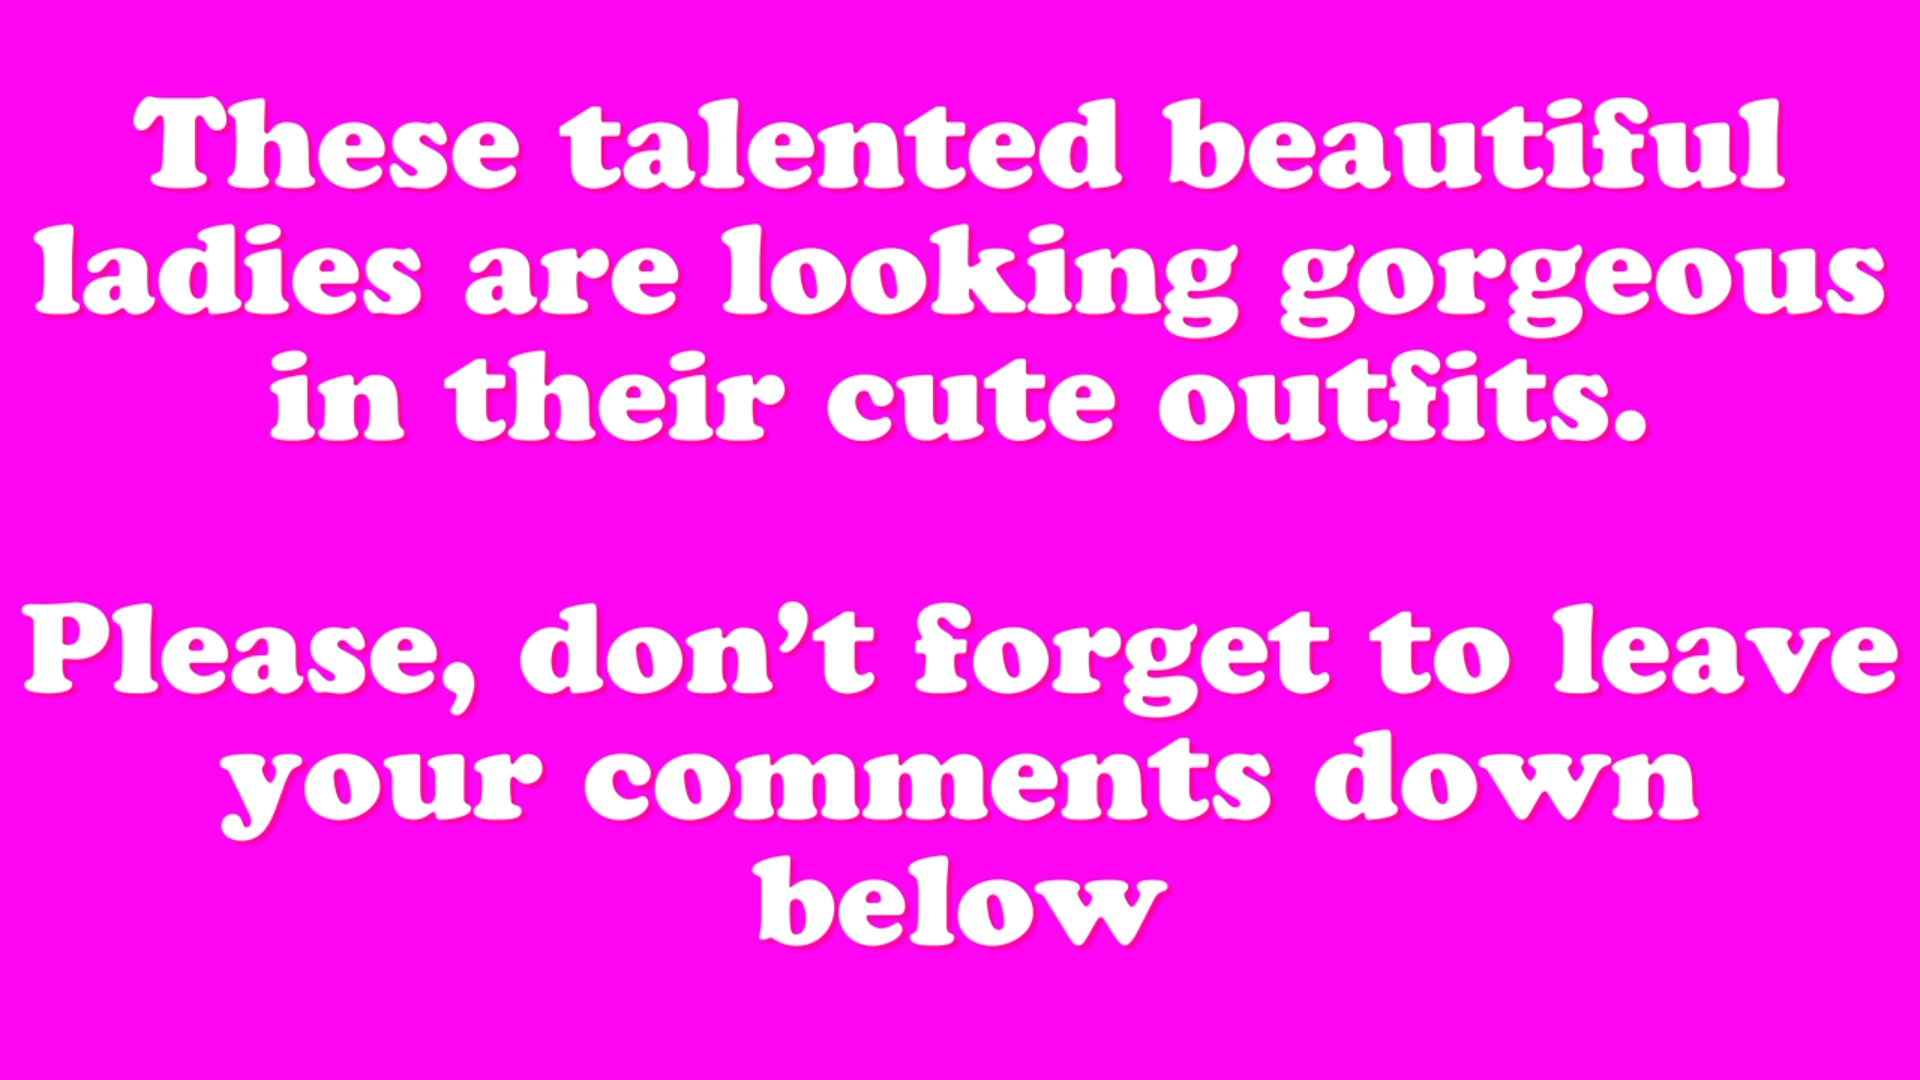 These talented beautiful
ladies are looking gorgeous
in their cute outfits.
Please, don’t forget to leave
your comments down
below